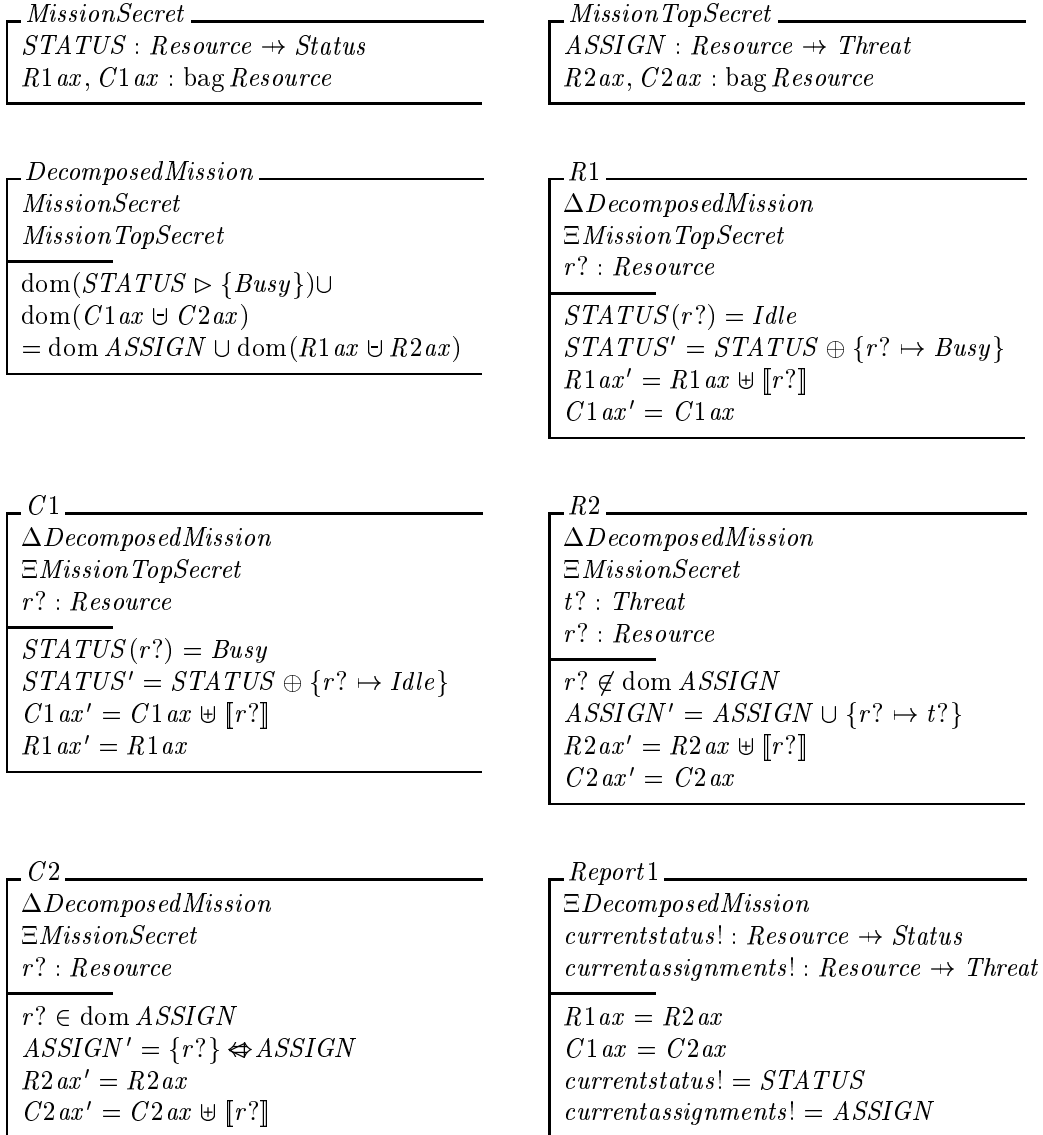 MissionSecret
STATUS : Resource ⇸ Status
R1ax, C1ax : bag Resource
MissionTopSecret
ASSIGN : Resource ⇸ Threat
R2ax, C2ax : bag Resource
DecomposedMission
MissionSecret
MissionTopSecret
dom(STATUS ▷ {Busy})∪
dom(C1ax ⊎ C2ax)
= dom ASSIGN ∪ dom(R1ax ⊎ R2ax)
R1
ΔDecomposedMission
ΞMissionTopSecret
r? : Resource
STATUS(r?) = Idle
STATUS′ = STATUS ⊕ {r? ↦ Busy}
R1ax′ = R1ax ⊎ ⟦r?⟧
C1ax′ = C1ax
C1
ΔDecomposedMission
ΞMissionTopSecret
r? : Resource
STATUS(r?) = Busy
STATUS′ = STATUS ⊕ {r? ↦ Idle}
C1ax′ = C1ax ⊎ ⟦r?⟧
R1ax′ = R1ax
R2
ΔDecomposedMission
ΞMissionSecret
t? : Threat
r? : Resource
r? ∉ dom ASSIGN
ASSIGN′ = ASSIGN ∪ {r? ↦ t?}
R2ax′ = R2ax ⊎ ⟦r?⟧
C2ax′ = C2ax
C2
ΔDecomposedMission
ΞMissionSecret
r? : Resource
r? ∈ dom ASSIGN
ASSIGN′ = {r?} ⩤ ASSIGN
R2ax′ = R2ax
C2ax′ = C2ax ⊎ ⟦r?⟧
Report1
ΞDecomposedMission
currentstatus! : Resource ⇸ Status
currentassignments! : Resource ⇸ Threat
R1ax = R2ax
C1ax = C2ax
currentstatus! = STATUS
currentassignments! = ASSIGN